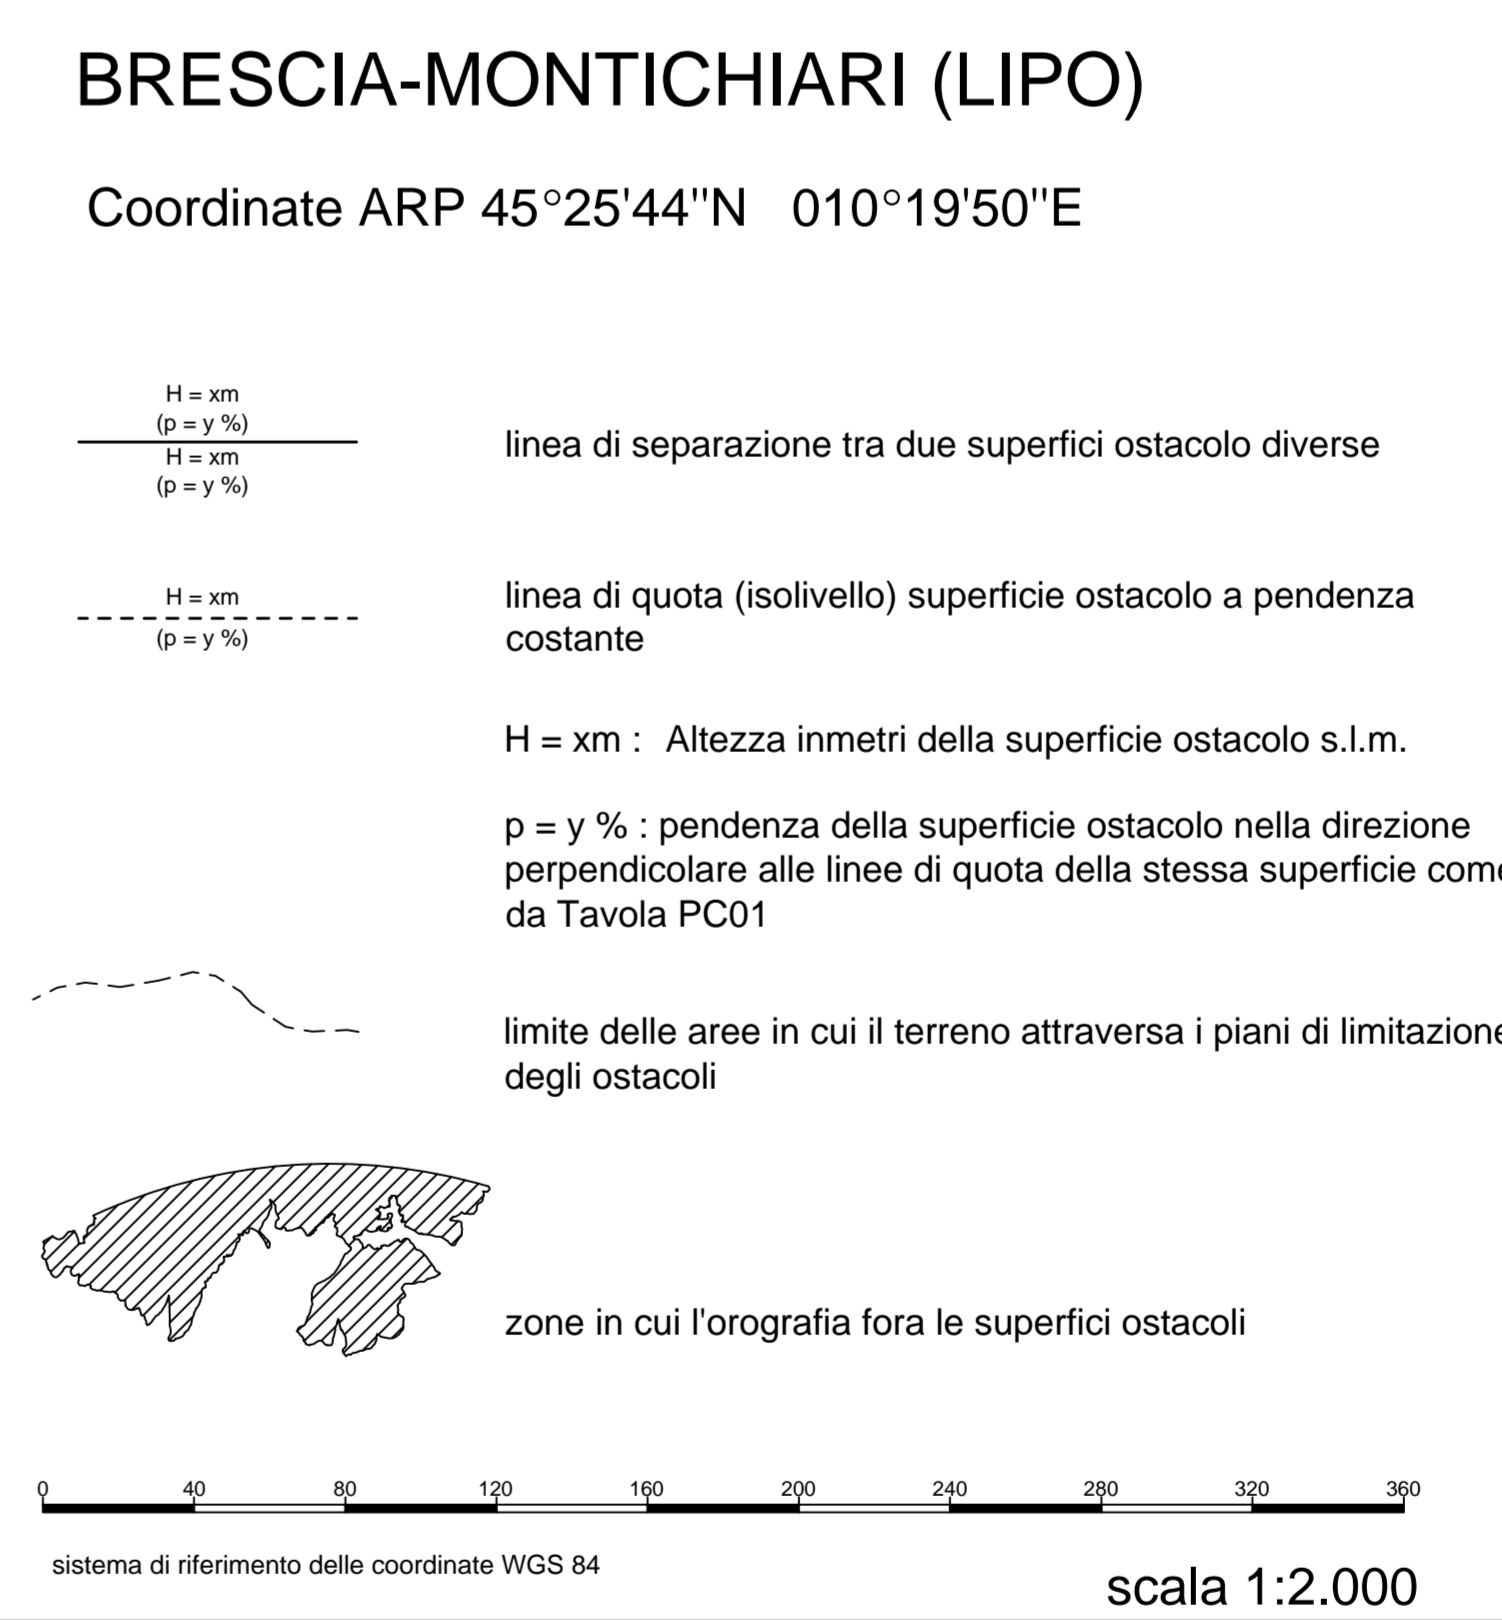 BRESCIA-MONTICHIARI (LIPO)
Coordinate ARP 45°25'44"N 010°19'50"E
H = xm
(p = y %)
H = xm
(p = y %)
linea di separazione tra due superfici ostacolo diverse
H = xm
(p = y %)
linea di quota (isolivello) superficie ostacolo a pendenza
costante
H = xm : Altezza inmetri della superficie ostacolo s.l.m.
p = y % : pendenza della superficie ostacolo nella direzione
perpendicolare alle linee di quota della stessa superficie come
da Tavola PC01
limite delle aree in cui il terreno attraversa i piani di limitazione
degli ostacoli
zone in cui l'orografia fora le superfici ostacoli
0 40 80 120 160 200 240 280 320 360
sistema di riferimento delle coordinate WGS 84
scala 1:2.000